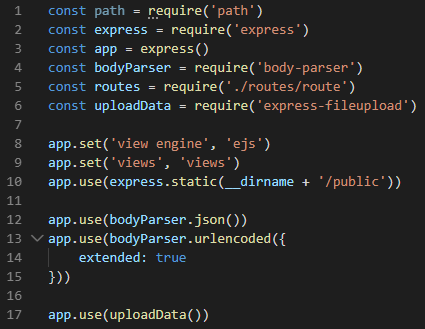 1 const path = require('path')
2 const express = require('express')
3 const app = express()
4 const bodyParser = require('body-parser')
5 const routes = require('./routes/route')
6 const uploadData = require('express-fileupload')
7
8 app.set('view engine', 'ejs')
9 app.set('views', 'views')
10 app.use(express.static(__dirname + '/public'))
11
12 app.use(bodyParser.json())
13 app.use(bodyParser.urlencoded({
14     extended: true
15 }))
16
17 app.use(uploadData())